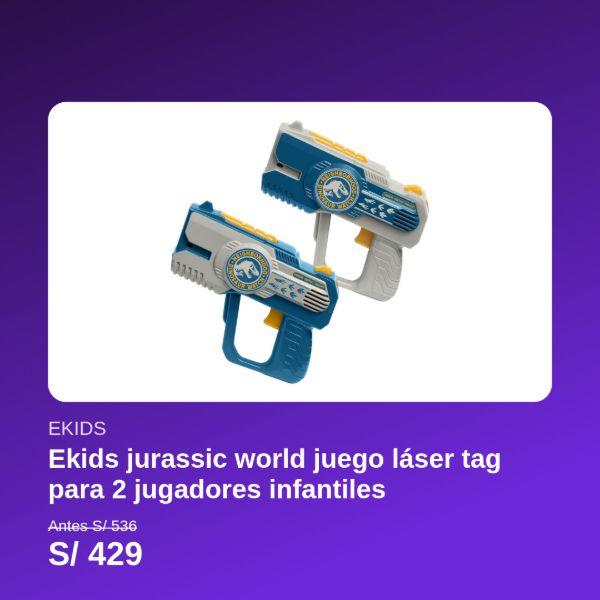 EKIDS
Ekids jurassic world juego láser tag
para 2 jugadores infantiles
Antes S/ 536
S/ 429